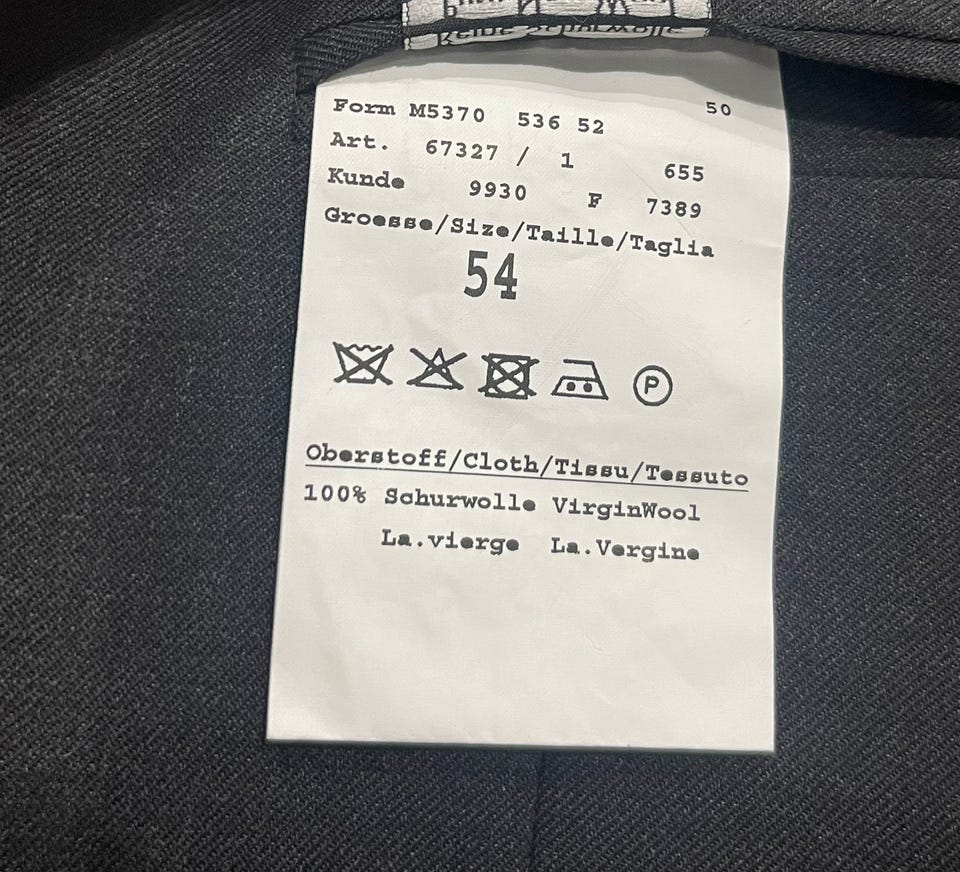 Form M5370 536 52 50
Art. 67327 / 1 655
Kunde 9930 F 7389
Groesse/Size/Taille/Taglia
54
P
Oberstoff/Cloth/Tissu/Tessuto
100% Schurwolle VirginWool
La.vierge La.Vergine